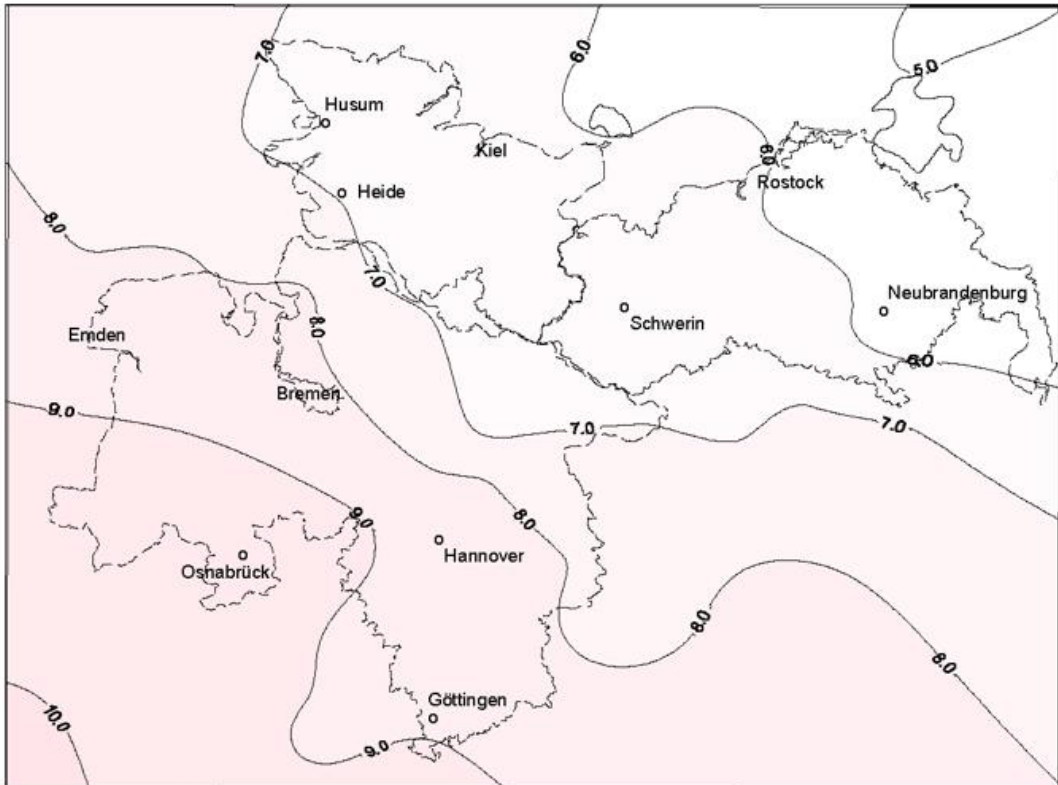 7.0
6.0
5.0
Husum
Kiel
6.0
Rostock
Heide
8.0
7.0
Neubrandenburg
8.0
Schwerin
Emden
6.0
Bremen
9.0
7.0
7.0
9.0
8.0
Hannover
Osnabrück
8.0
8.0
Göttingen
10.0
9.0